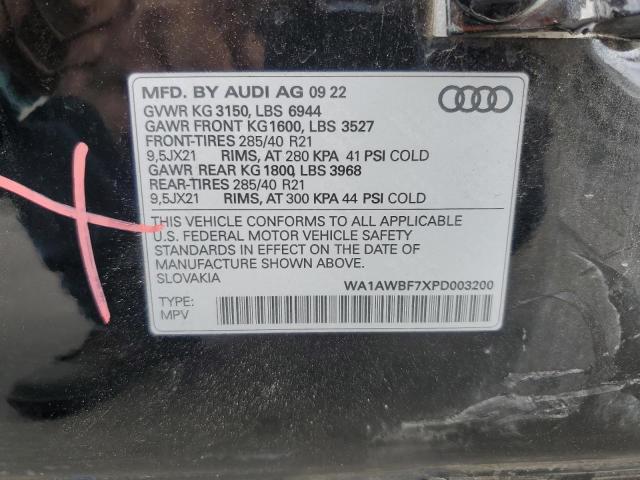 MFD. BY AUDI AG 09 22
GVWR KG 3150, LBS 6944
GAWR FRONT KG1600, LBS 3527
FRONT-TIRES 285/40 R21
9,5JX21 RIMS, AT 280 KPA 41 PSI COLD
GAWR REAR KG 1800, LBS 3968
REAR-TIRES 285/40 R21
9,5JX21 RIMS, AT 300 KPA 44 PSI COLD
THIS VEHICLE CONFORMS TO ALL APPLICABLE
U.S. FEDERAL MOTOR VEHICLE SAFETY
STANDARDS IN EFFECT ON THE DATE OF
MANUFACTURE SHOWN ABOVE.
SLOVAKIA WA1AWBF7XPD003200
TYPE:
MPV